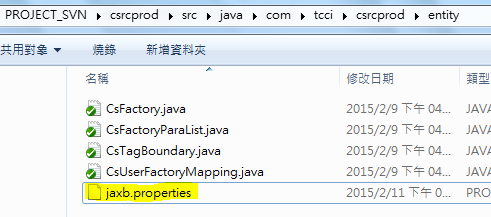 PROJECT_SVN ▸ csrcprod ▸ src ▸ java ▸ com ▸ tcci ▸ csrcprod ▸ entity
共用對象 ▼ 燒錄 新增資料夾
名稱 修改日期 類型
CsFactory.java 2015/2/9 下午 04... JAVA
CsFactoryParaList.java 2015/2/9 下午 04... JAVA
CsTagBoundary.java 2015/2/9 下午 04... JAVA
CsUserFactoryMapping.java 2015/2/9 下午 04... JAVA
jaxb.properties 2015/2/11 下午 0... PRO